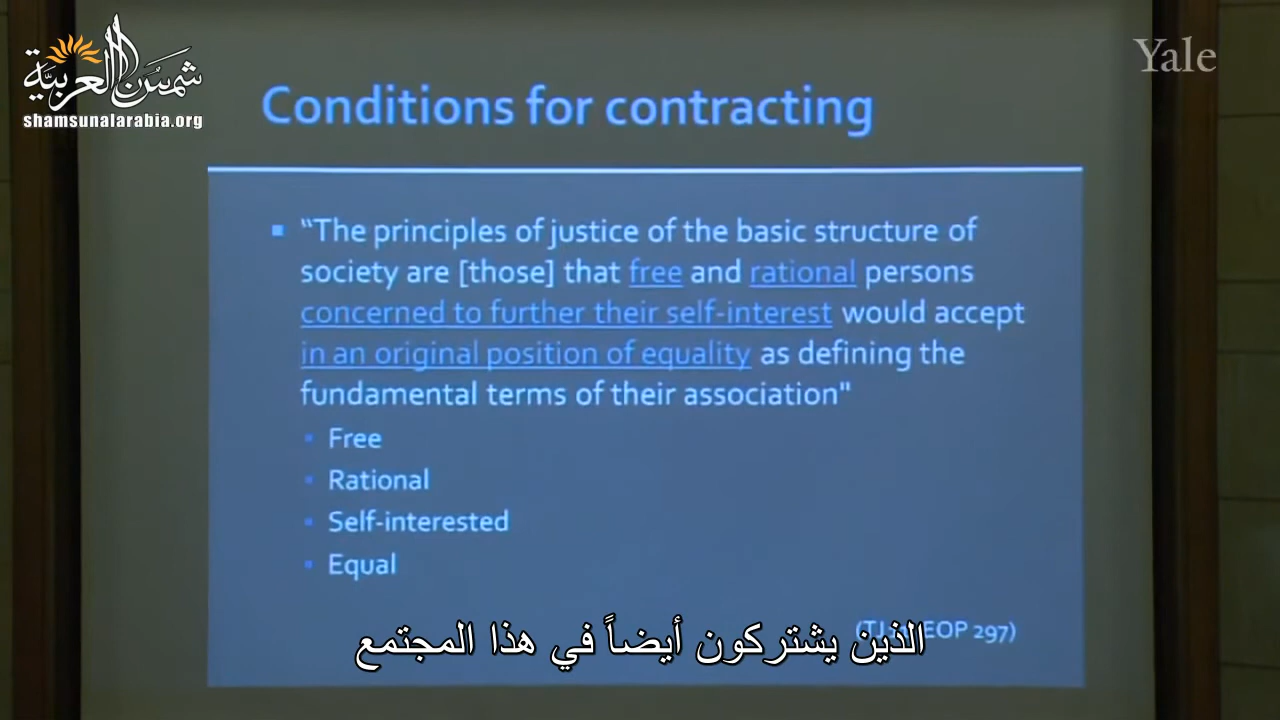 شمس العربية
shamsunalarabia.org
Yale
Conditions for contracting
▪ “The principles of justice of the basic structure of
society are [those] that free and rational persons
concerned to further their self-interest would accept
in an original position of equality as defining the
fundamental terms of their association"
▪ Free
▪ Rational
▪ Self-interested
▪ Equal
EOP 297)
الذين يشتركون أيضاً في هذا المجتمع